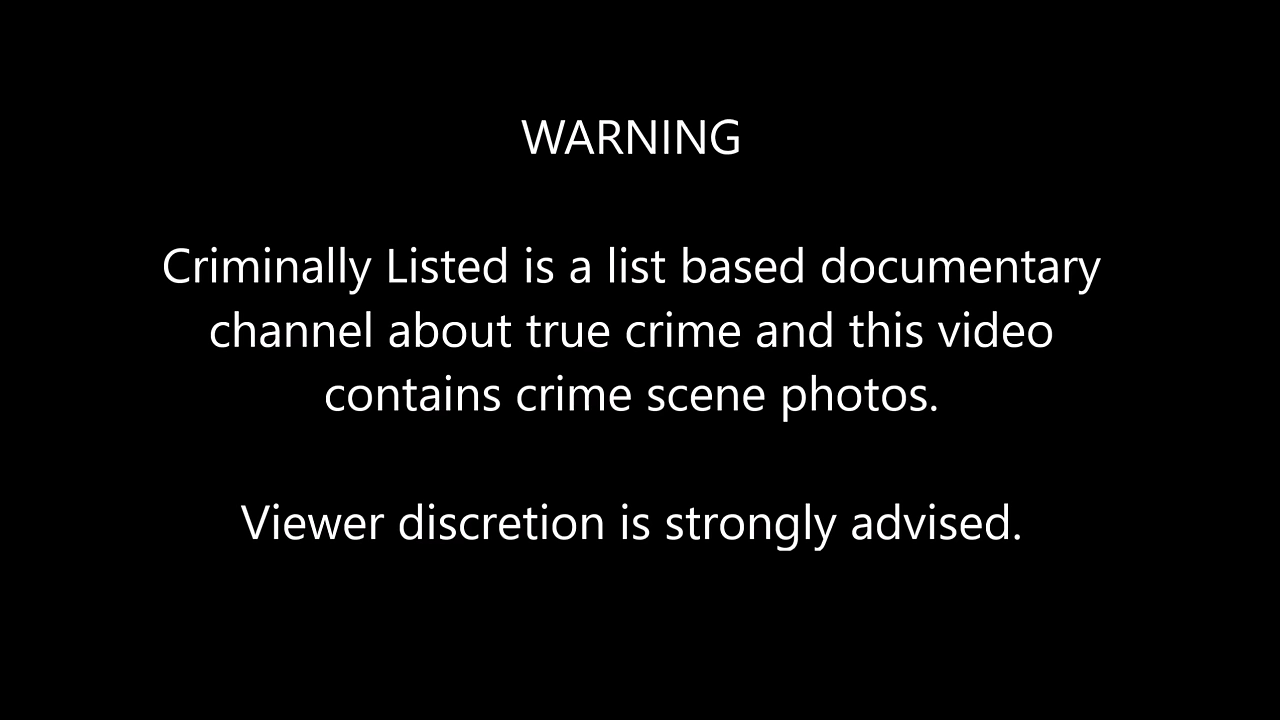 WARNING
Criminally Listed is a list based documentary
channel about true crime and this video
contains crime scene photos.
Viewer discretion is strongly advised.